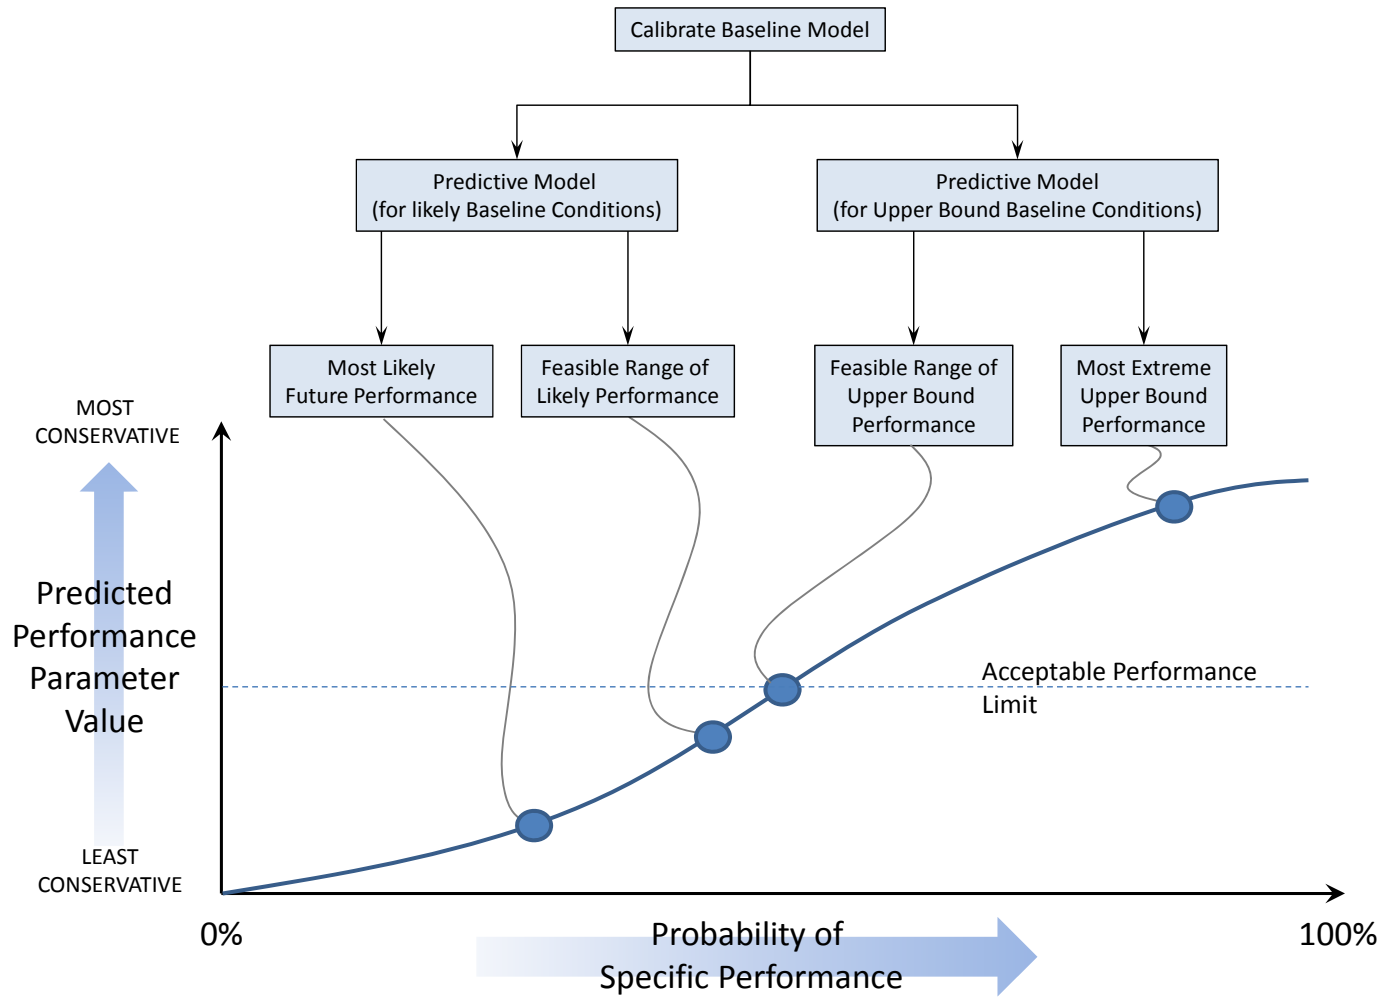 Calibrate Baseline Model
Predictive Model
(for likely Baseline Conditions)
Predictive Model
(for Upper Bound Baseline Conditions)
Most Likely
Future Performance
Feasible Range of
Likely Performance
Feasible Range of
Upper Bound
Performance
Most Extreme
Upper Bound
Performance
MOST
CONSERVATIVE
Predicted
Performance
Parameter
Value
Acceptable Performance
Limit
LEAST
CONSERVATIVE
0%
Probability of
Specific Performance
100%